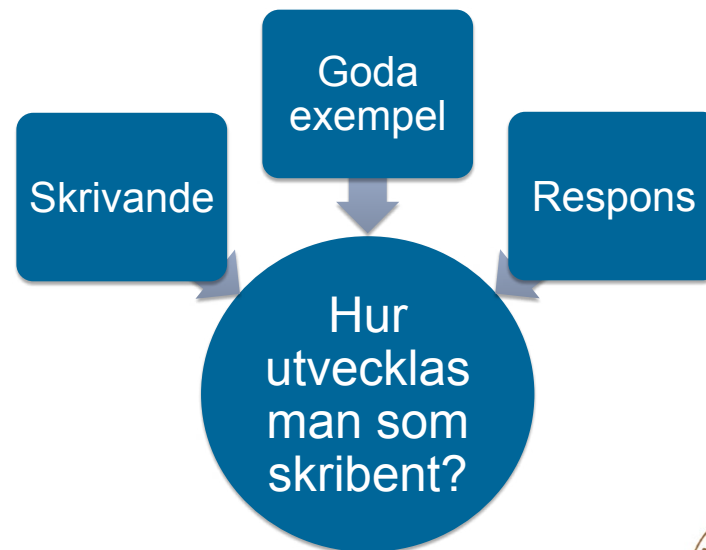 Goda
exempel
Skrivande
Respons
Hur
utvecklas
man som
skribent?